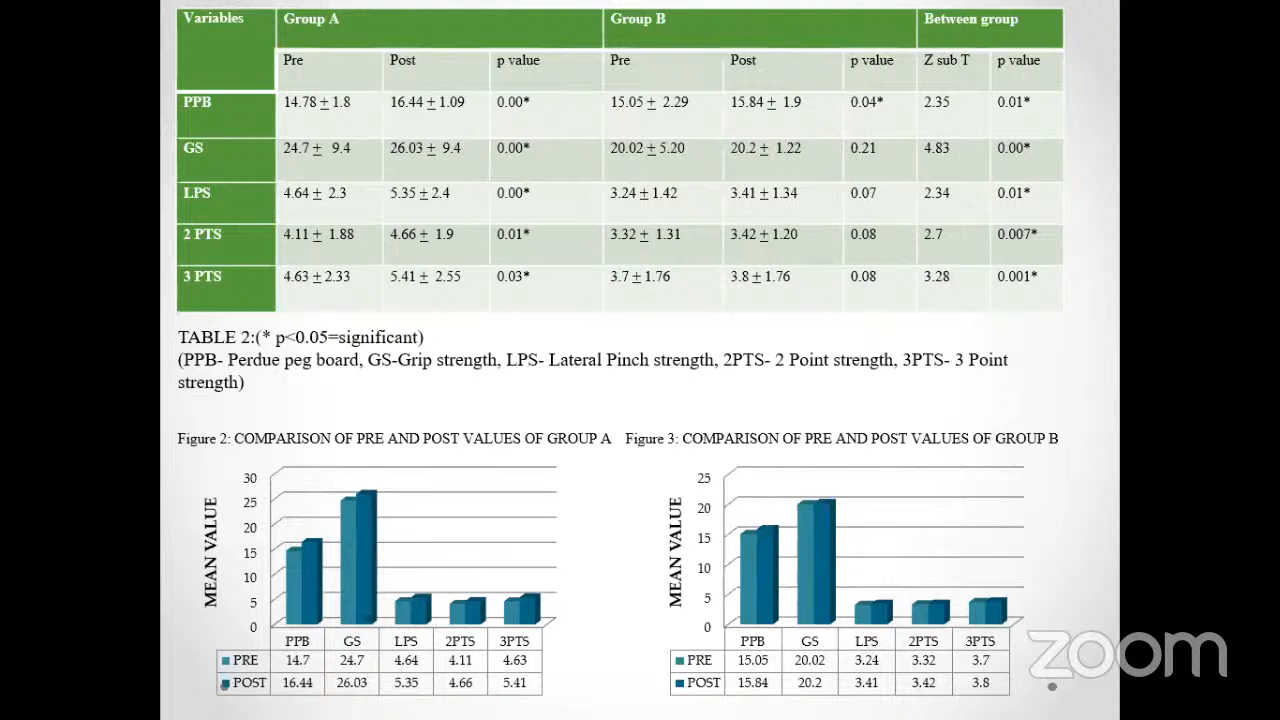 Variables Group A Group B Between group
Pre Post p value Pre Post p value Z sub T p value
PPB 14.78 ± 1.8 16.44 ± 1.09 0.00* 15.05 ± 2.29 15.84 ± 1.9 0.04* 2.35 0.01*
GS 24.7 ± 9.4 26.03 ± 9.4 0.00* 20.02 ± 5.20 20.2 ± 1.22 0.21 4.83 0.00*
LPS 4.64 ± 2.3 5.35 ± 2.4 0.00* 3.24 ± 1.42 3.41 ± 1.34 0.07 2.34 0.01*
2 PTS 4.11 ± 1.88 4.66 ± 1.9 0.01* 3.32 ± 1.31 3.42 ± 1.20 0.08 2.7 0.007*
3 PTS 4.63 ± 2.33 5.41 ± 2.55 0.03* 3.7 ± 1.76 3.8 ± 1.76 0.08 3.28 0.001*
TABLE 2:(* p<0.05=significant)
(PPB- Perdue peg board, GS-Grip strength, LPS- Lateral Pinch strength, 2PTS- 2 Point strength, 3PTS- 3 Point
strength)
Figure 2: COMPARISON OF PRE AND POST VALUES OF GROUP A
MEAN VALUE
30
25
20
15
10
5
0
PPB GS LPS 2PTS 3PTS
PRE 14.7 24.7 4.64 4.11 4.63
POST 16.44 26.03 5.35 4.66 5.41
Figure 3: COMPARISON OF PRE AND POST VALUES OF GROUP B
MEAN VALUE
25
20
15
10
5
0
PPB GS LPS 2PTS 3PTS
PRE 15.05 20.02 3.24 3.32 3.7
POST 15.84 20.2 3.41 3.42 3.8
zoom